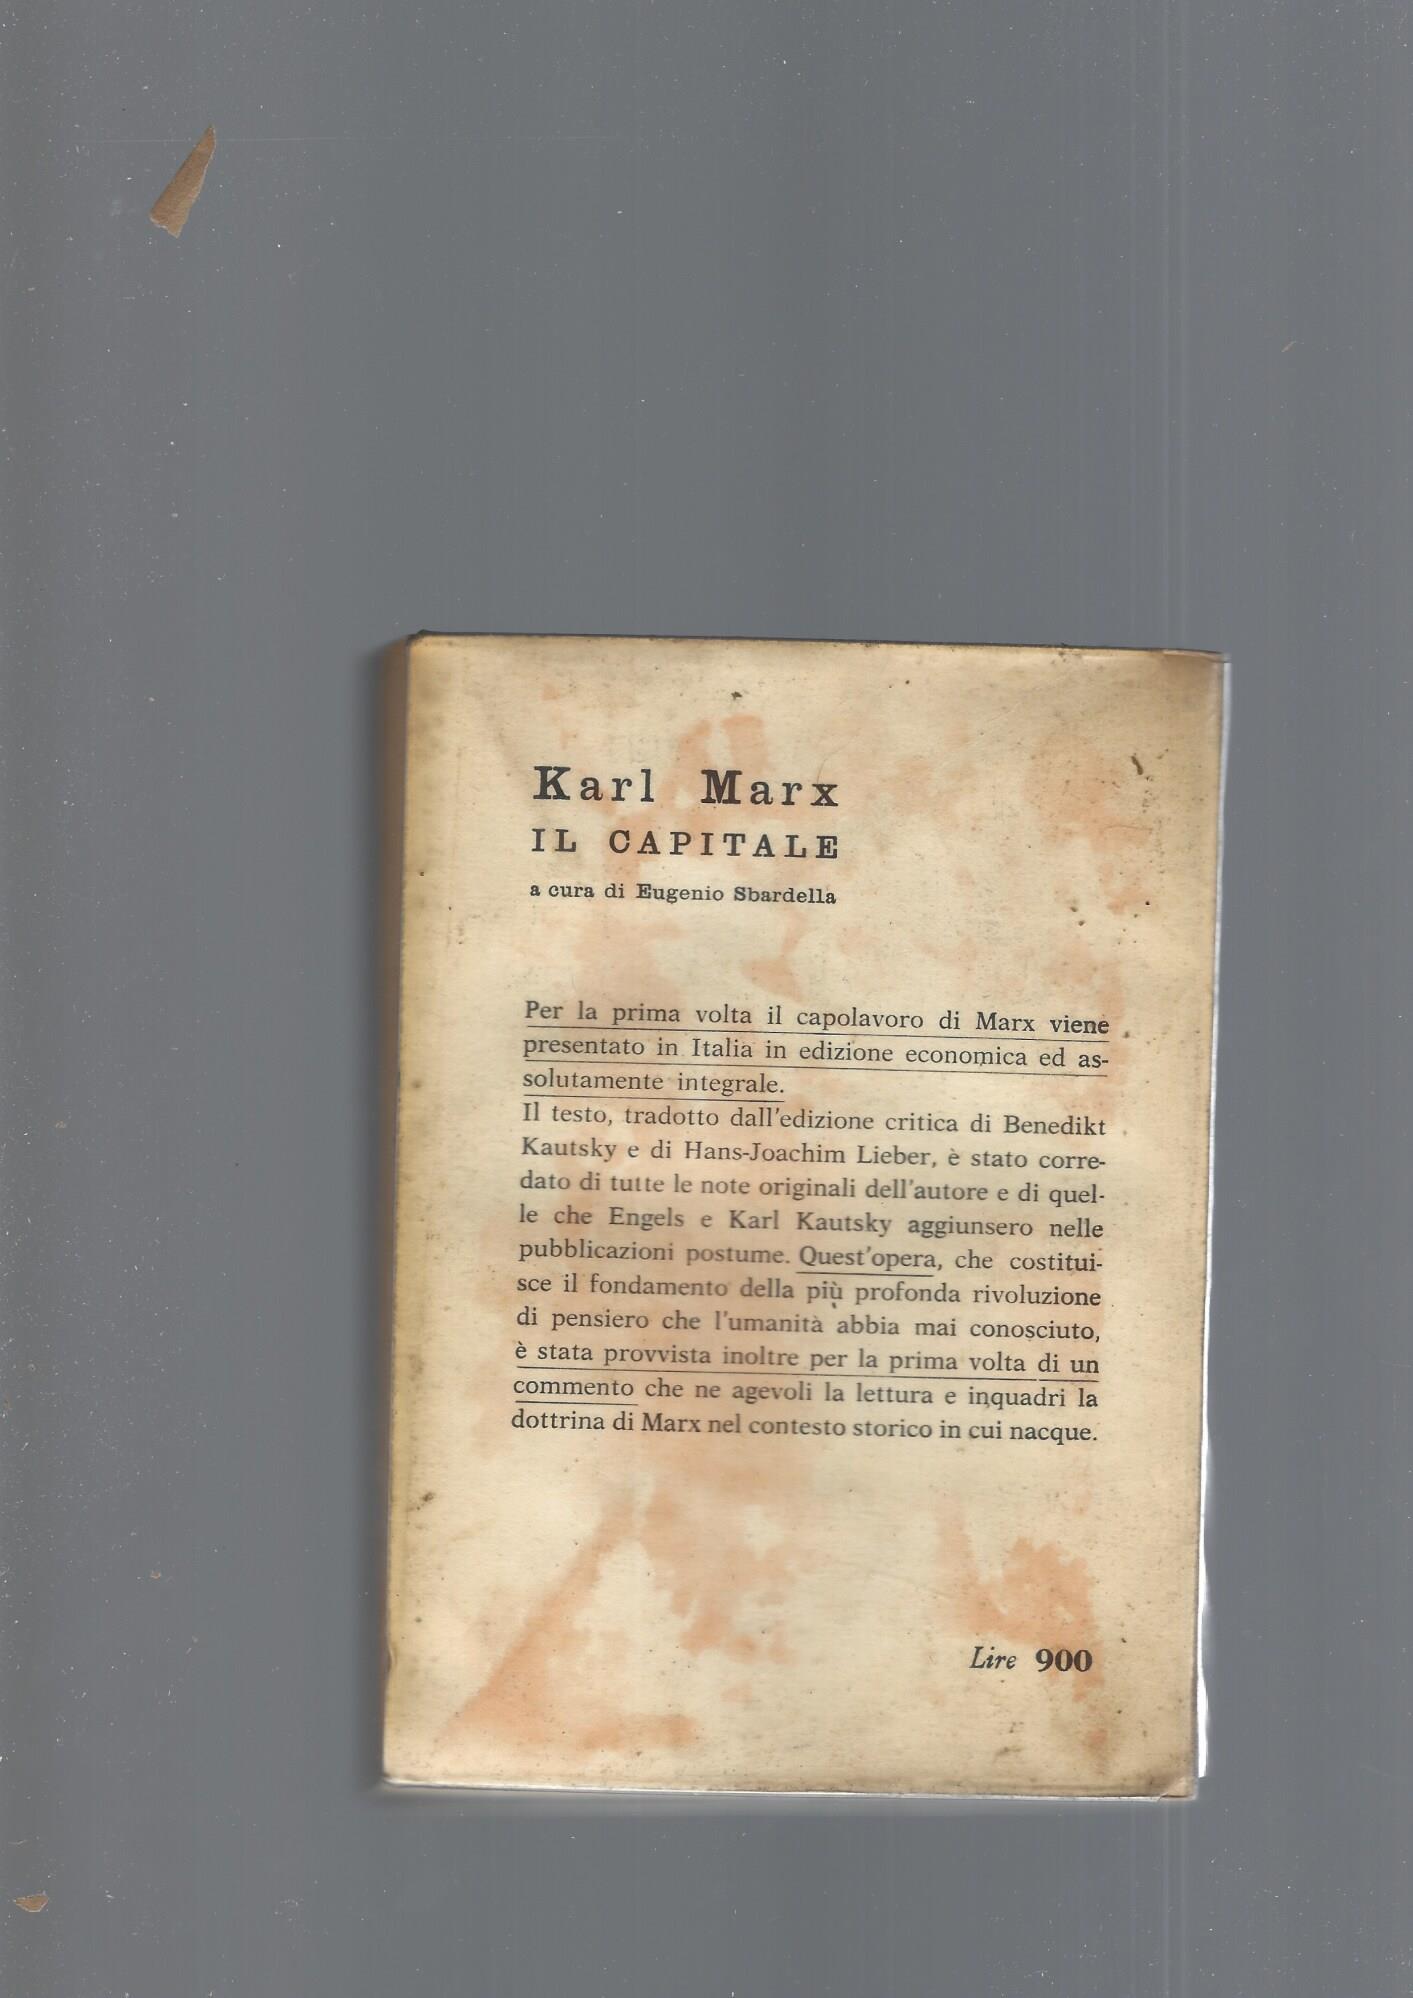 Karl Marx
IL CAPITALE
a cura di Eugenio Sbardella
Per la prima volta il capolavoro di Marx viene
presentato in Italia in edizione economica ed as-
solutamente integrale.
Il testo, tradotto dall'edizione critica di Benedikt
Kautsky e di Hans-Joachim Lieber, è stato corre-
dato di tutte le note originali dell'autore e di quel-
le che Engels e Karl Kautsky aggiunsero nelle
pubblicazioni postume. Quest'opera, che costitui-
sce il fondamento della più profonda rivoluzione
di pensiero che l'umanità abbia mai conosciuto,
è stata provvista inoltre per la prima volta di un
commento che ne agevoli la lettura e inquadri la
dottrina di Marx nel contesto storico in cui nacque.
Lire 900